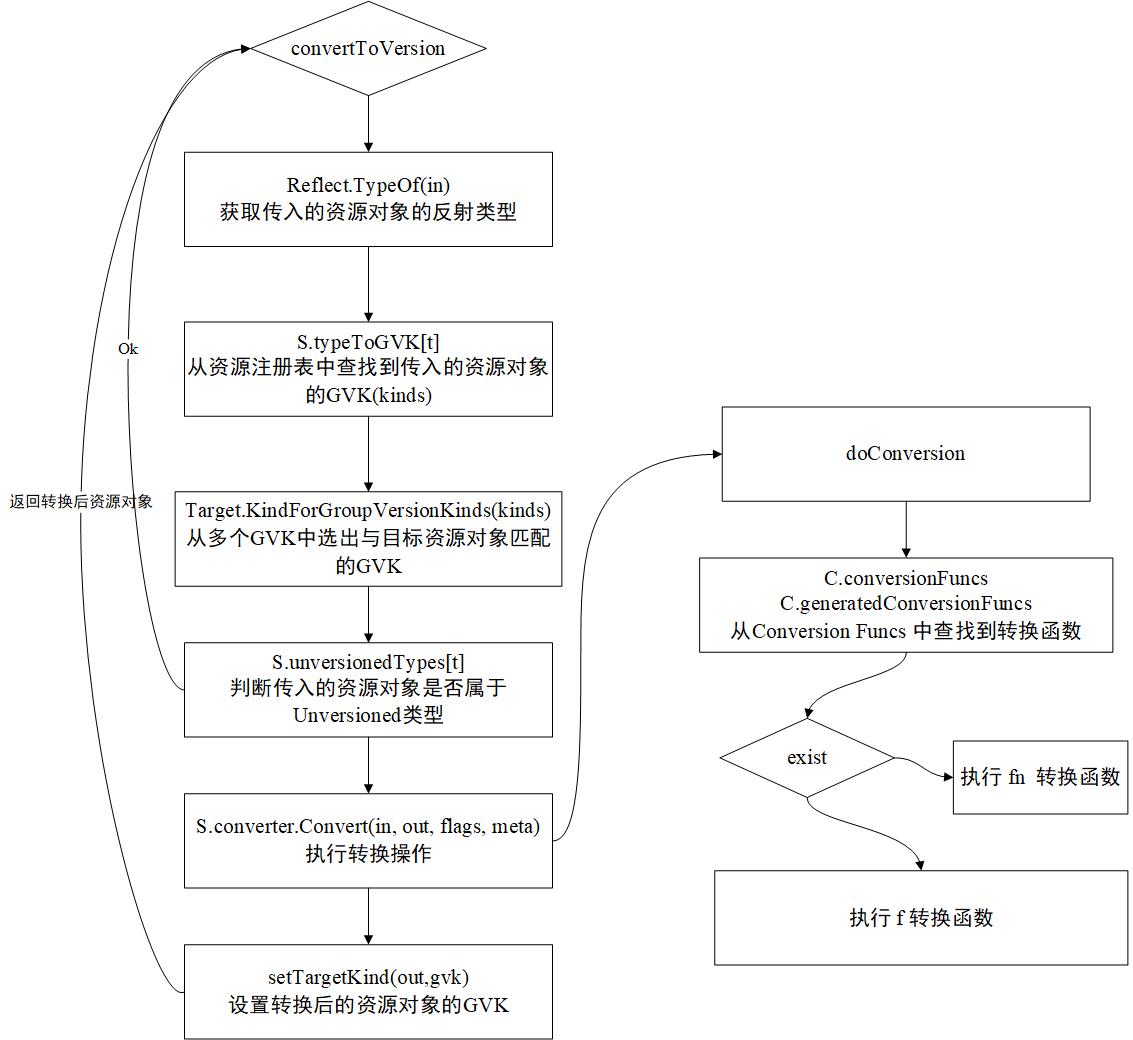 convertToVersion
Reflect.TypeOf(in)
获取传入的资源对象的反射类型
S.typeToGVK[t]
从资源注册表中查找到传入的资源对象
的GVK(kinds)
Ok
Target.KindForGroupVersionKinds(kinds)
从多个GVK中选出与目标资源对象匹配
的GVK
返回转换后资源对象
S.unversionedTypes[t]
判断传入的资源对象是否属于
Unversioned类型
S.converter.Convert(in, out, flags, meta)
执行转换操作
setTargetKind(out,gvk)
设置转换后的资源对象的GVK
doConversion
C.conversionFuncs
C.generatedConversionFuncs
从Conversion Funcs 中查找到转换函数
exist
执行 fn 转换函数
执行 f 转换函数